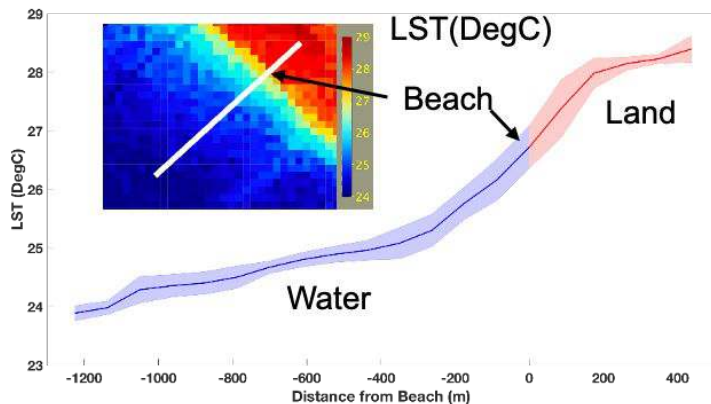 LST(DegC)
Beach
Land
Water
29
28
27
26
25
24
29
28
27
26
25
24
23
LST (DegC)
-1200 -1000 -800 -600 -400 -200 0 200 400
Distance from Beach (m)